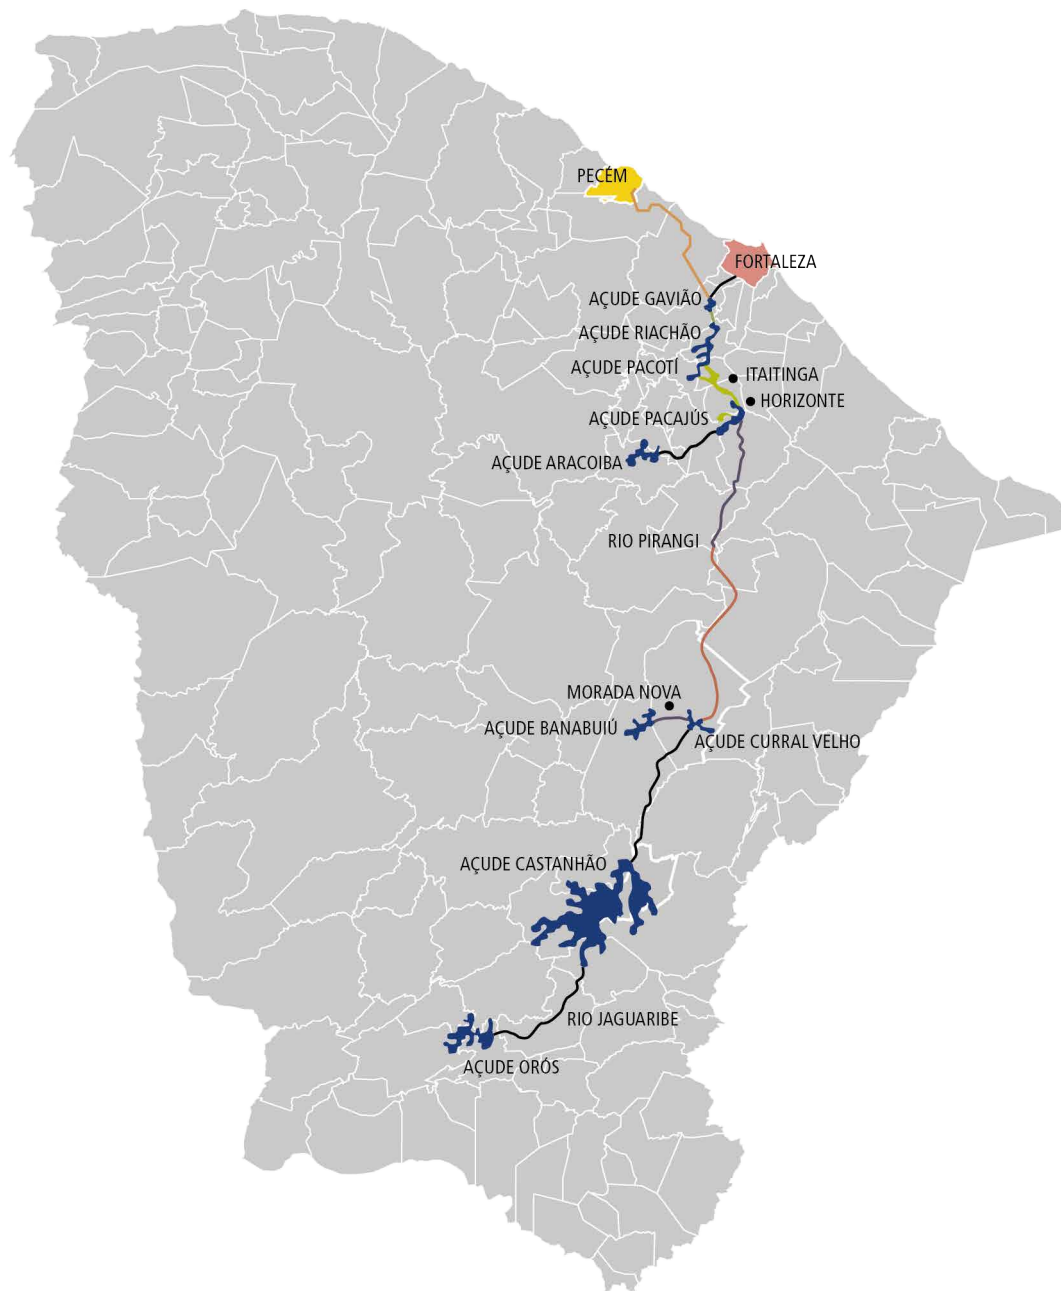 PECÉM
FORTALEZA
AÇUDE GAVIÃO
AÇUDE RIACHÃO
AÇUDE PACOTÍ
ITAITINGA
HORIZONTE
AÇUDE PACAJÚS
AÇUDE ARACOIBA
RIO PIRANGI
MORADA NOVA
AÇUDE BANABUIÚ
AÇUDE CURRAL VELHO
AÇUDE CASTANHÃO
RIO JAGUARIBE
AÇUDE ORÓS